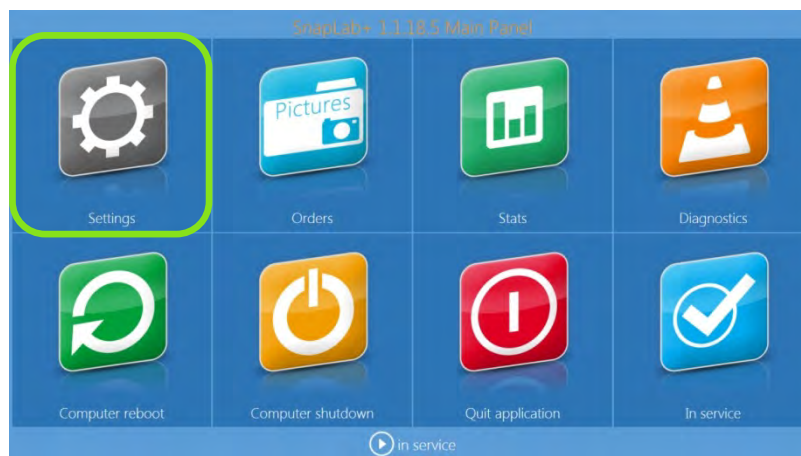 SnapLab+ 1.1.18.5 Main Panel
Pictures
Settings
Orders
Stats
Diagnostics
Computer reboot
Computer shutdown
Quit application
In service
in service